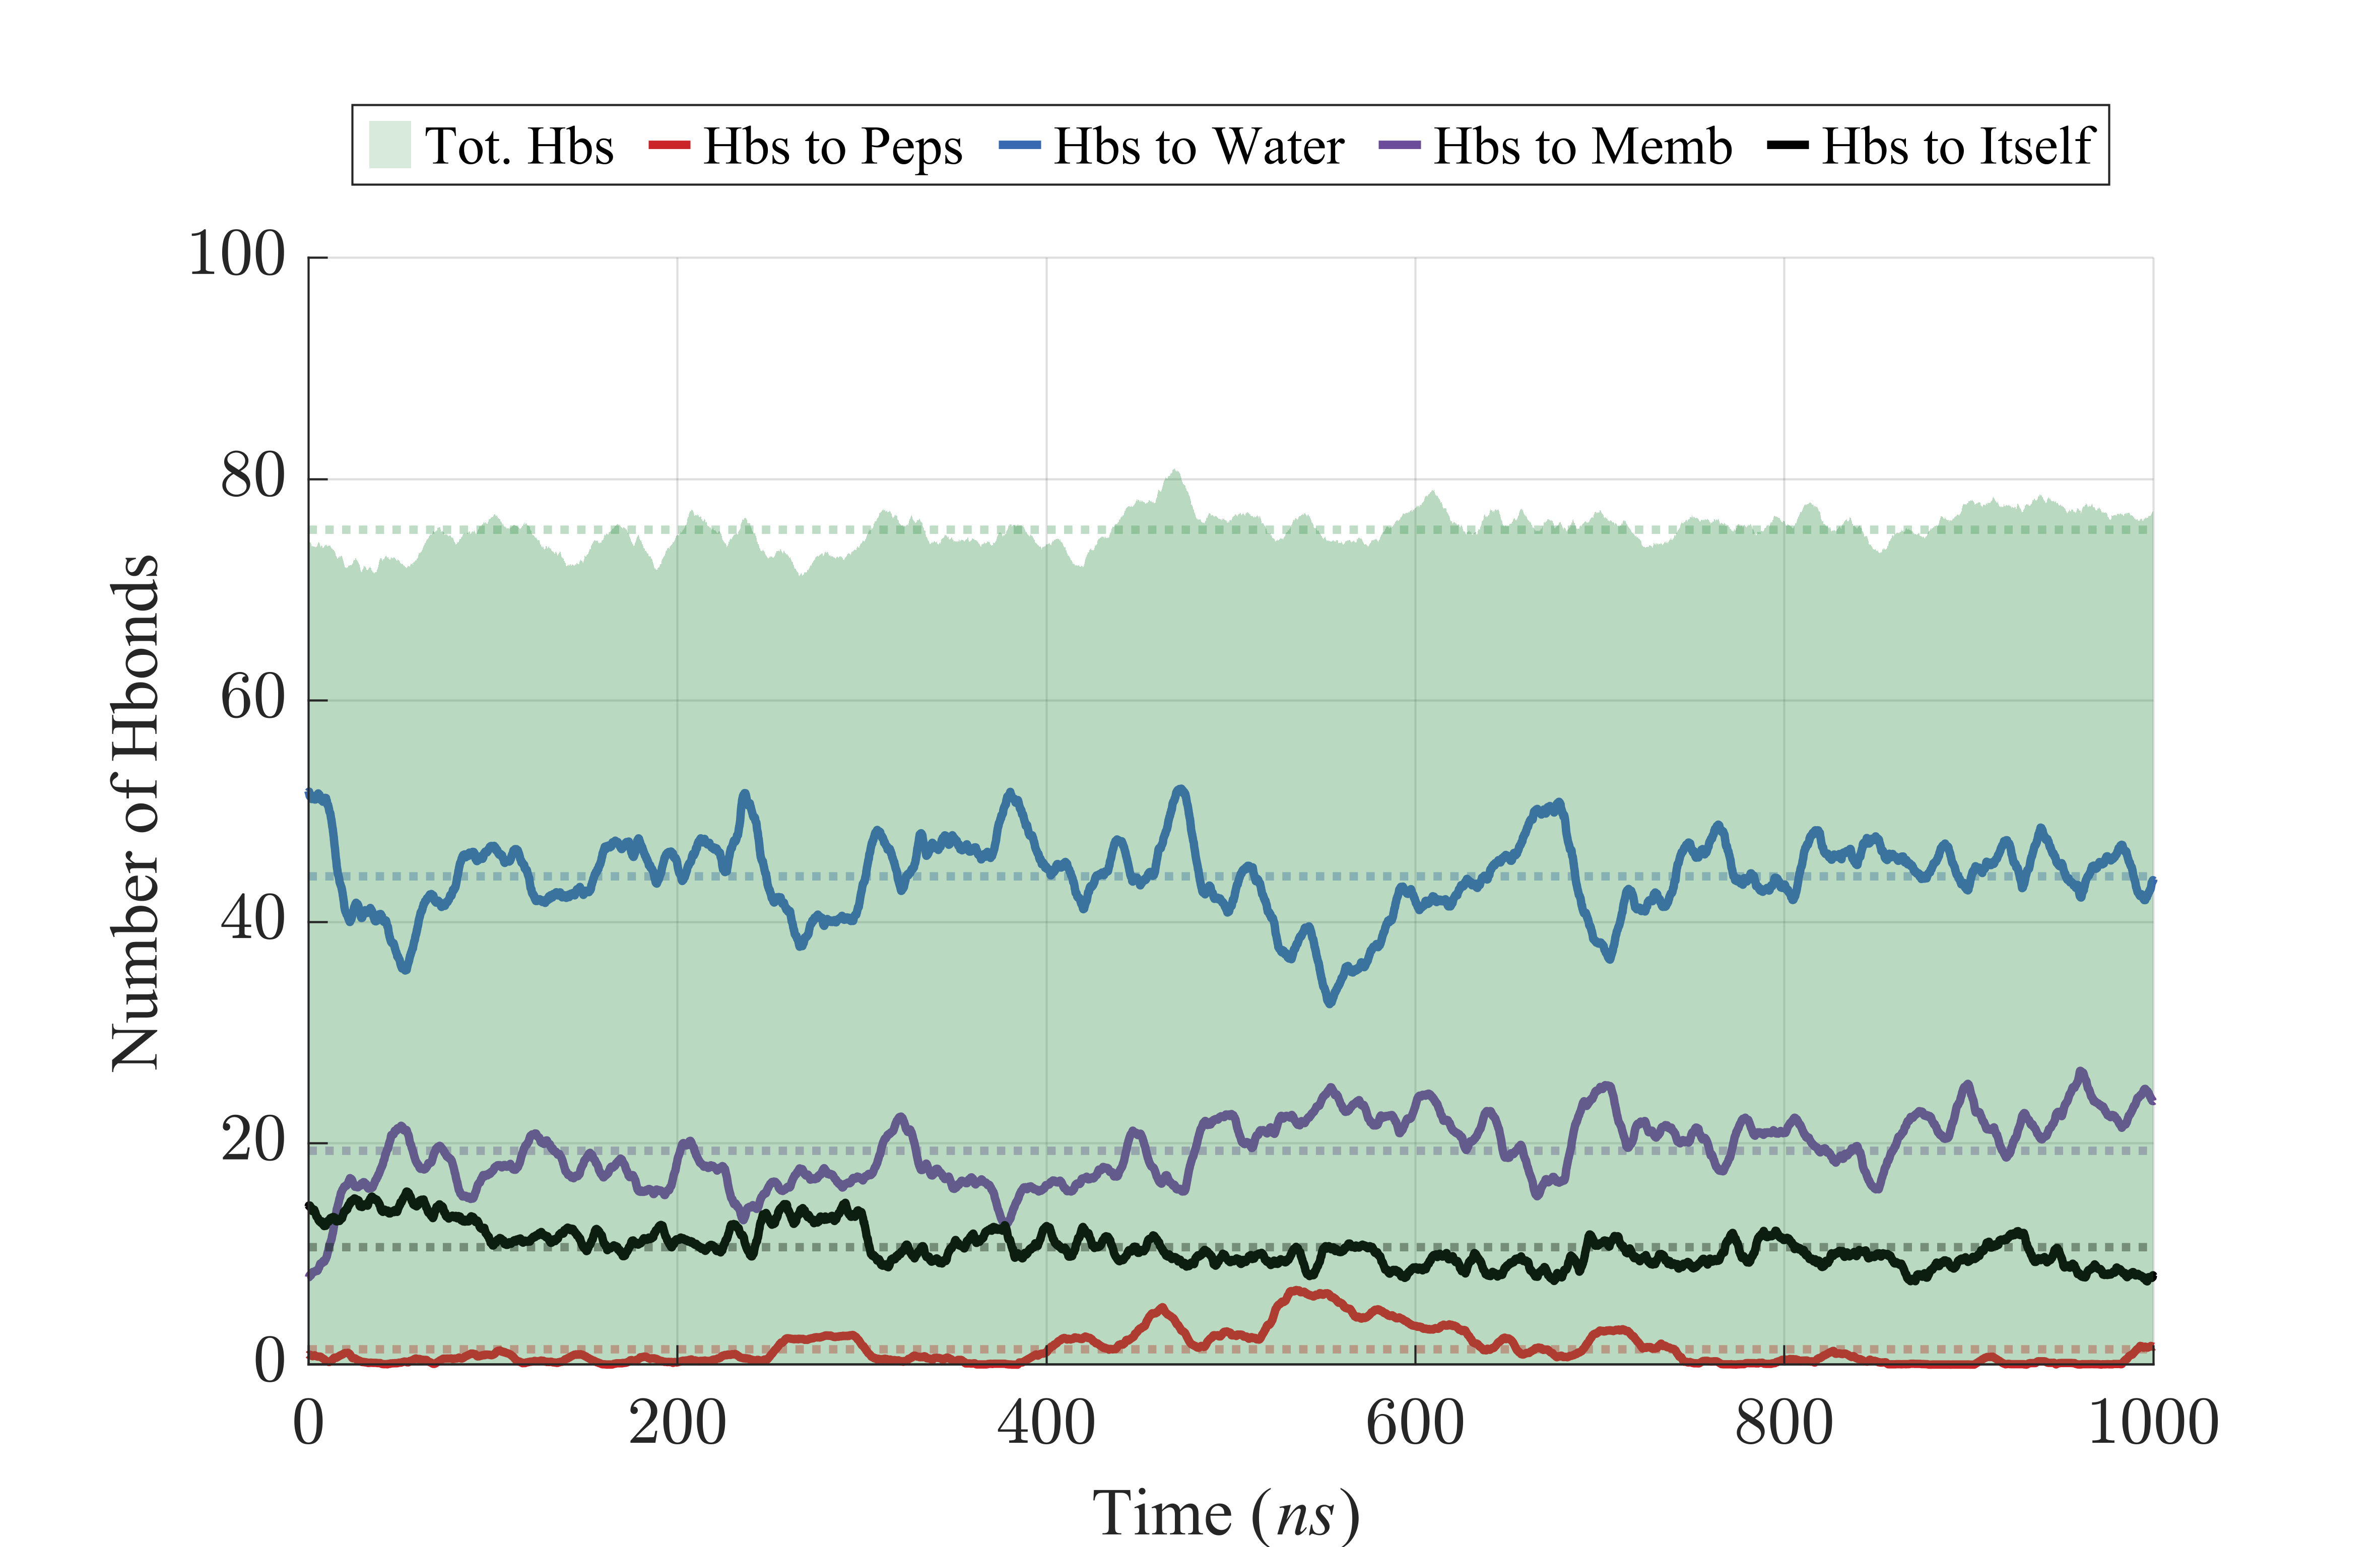 Tot. Hbs Hbs to Peps Hbs to Water Hbs to Memb Hbs to Itself
100
80
60
40
20
0
Number of Hbonds
0 200 400 600 800 1000
Time (ns)